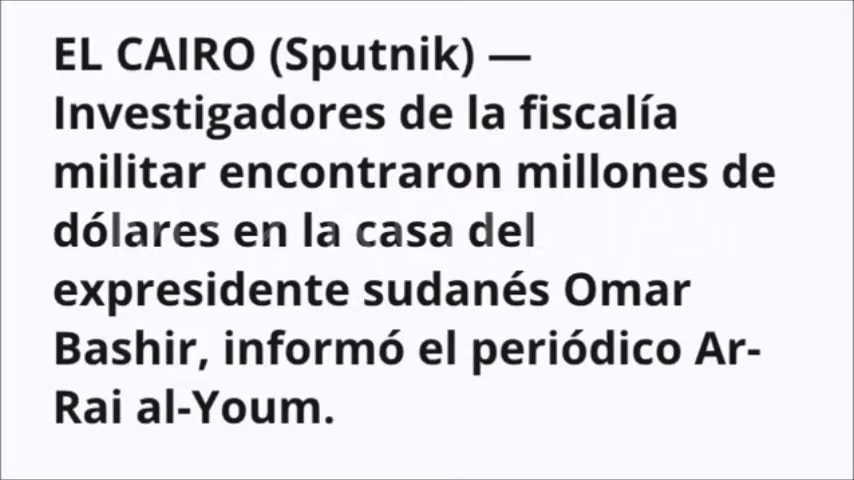 EL CAIRO (Sputnik) —
Investigadores de la fiscalía
militar encontraron millones de
dólares en la casa del
expresidente sudanés Omar
Bashir, informó el periódico Ar-
Rai al-Youm.